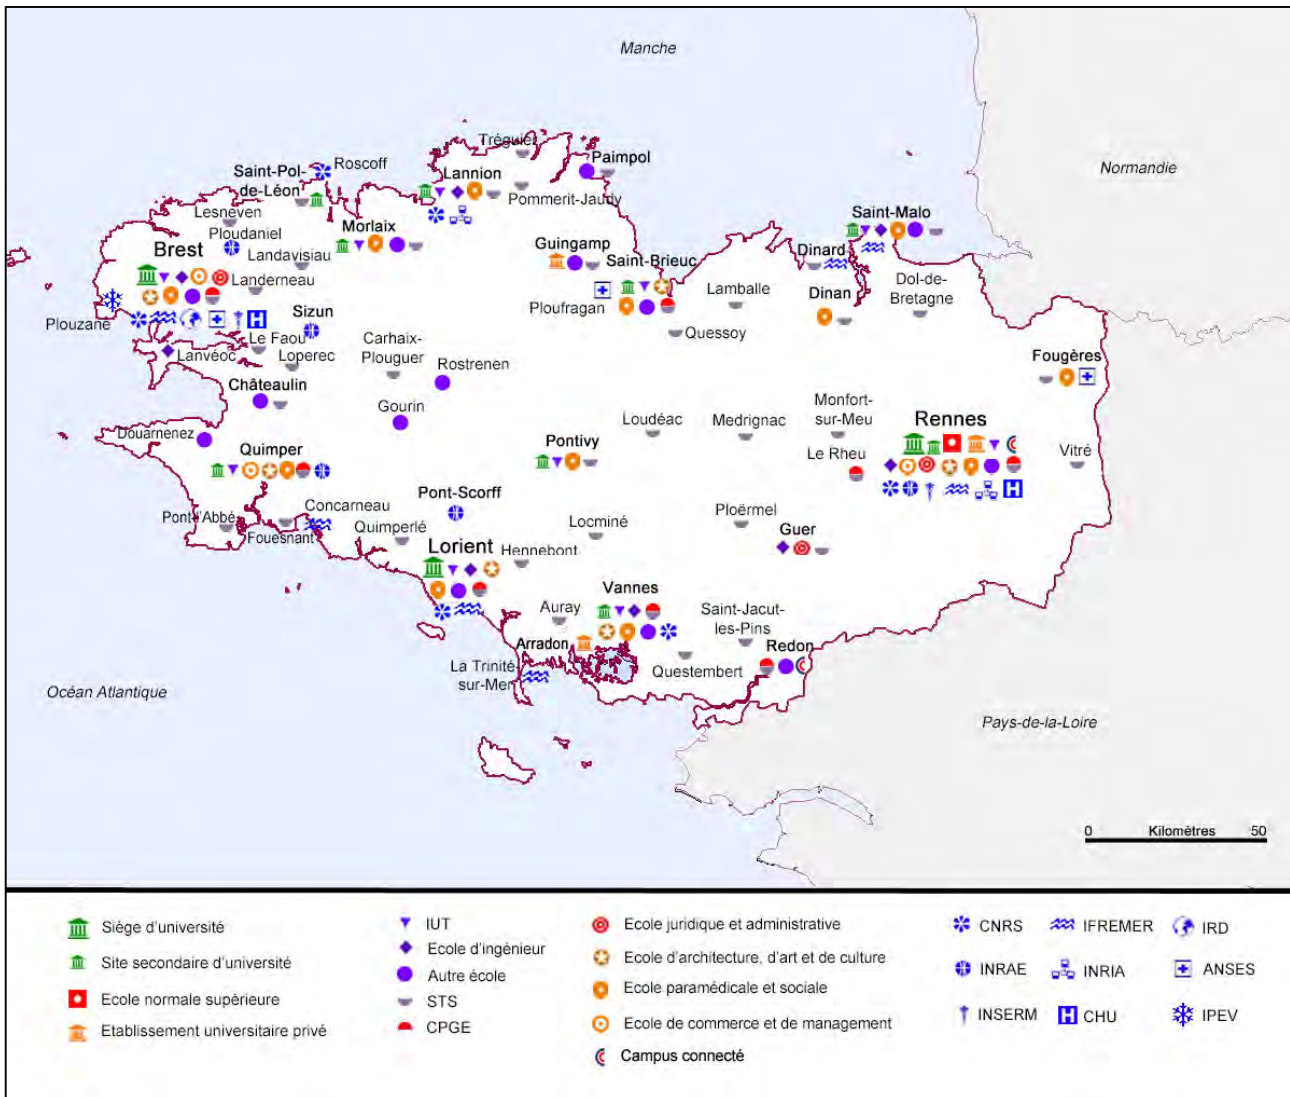 Manche
Normandie
Tréguier
Paimpol
Roscoff
Saint-Pol-
de-Léon
Lannion
Pommerit-Jaudy
Lesneven
Ploudaniel
Morlaix
Saint-Malo
Brest
Landavisiau
Guingamp
Saint-Brieuc
Dinard
Landerneau
Dol-de-
Bretagne
Lamballe
Dinan
Ploufragan
Plouzane
Sizun
Quessoy
Le Faou
Lanvéoc
Loperec
Carhaix-
Plouguer
Rostrenen
Fougères
Châteaulin
Gourin
Monfort-
sur-Meu
Rennes
Loudéac
Medrignac
Douarnenez
Quimper
Pontivy
Le Rheu
Vitré
Pont-Scorff
Concarneau
Pont-l'Abbé
Fouesnant
Quimperlé
Locminé
Ploërmel
Guer
Lorient
Hennebont
Vannes
Auray
Saint-Jacut-
les-Pins
Arradon
Redon
La Trinité-
sur-Mer
Questembert
Océan Atlantique
Pays-de-la-Loire
0 Kilomètres 50
Siège d'université
Site secondaire d'université
Ecole normale supérieure
Etablissement universitaire privé
IUT
Ecole d'ingénieur
Autre école
STS
CPGE
Ecole juridique et administrative
Ecole d'architecture, d'art et de culture
Ecole paramédicale et sociale
Ecole de commerce et de management
Campus connecté
CNRS
IFREMER
IRD
INRAE
INRIA
ANSES
INSERM
CHU
IPEV